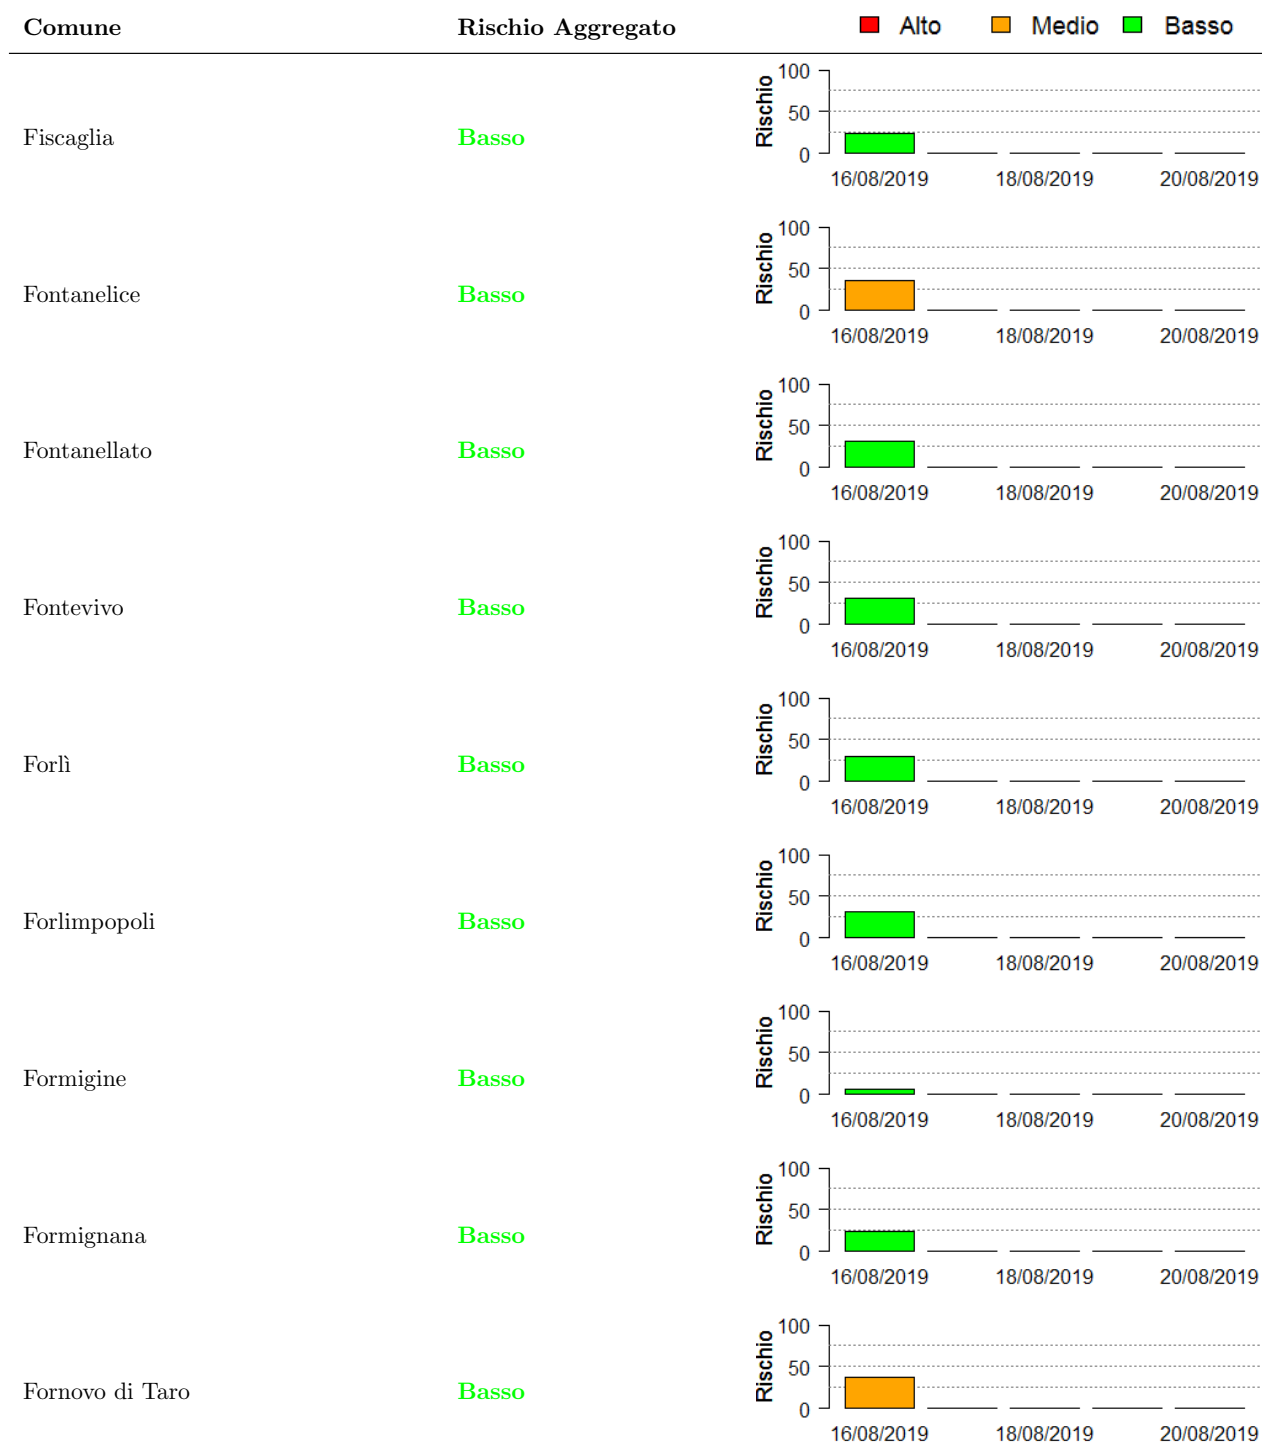 Comune Rischio Aggregato Alto Medio Basso
Fiscaglia Basso
Rischio
100
50
0
16/08/2019 18/08/2019 20/08/2019
Fontanelice Basso
Rischio
100
50
0
16/08/2019 18/08/2019 20/08/2019
Fontanellato Basso
Rischio
100
50
0
16/08/2019 18/08/2019 20/08/2019
Fontevivo Basso
Rischio
100
50
0
16/08/2019 18/08/2019 20/08/2019
Forlì Basso
Rischio
100
50
0
16/08/2019 18/08/2019 20/08/2019
Forlimpopoli Basso
Rischio
100
50
0
16/08/2019 18/08/2019 20/08/2019
Formigine Basso
Rischio
100
50
0
16/08/2019 18/08/2019 20/08/2019
Formignana Basso
Rischio
100
50
0
16/08/2019 18/08/2019 20/08/2019
Fornovo di Taro Basso
Rischio
100
50
0
16/08/2019 18/08/2019 20/08/2019